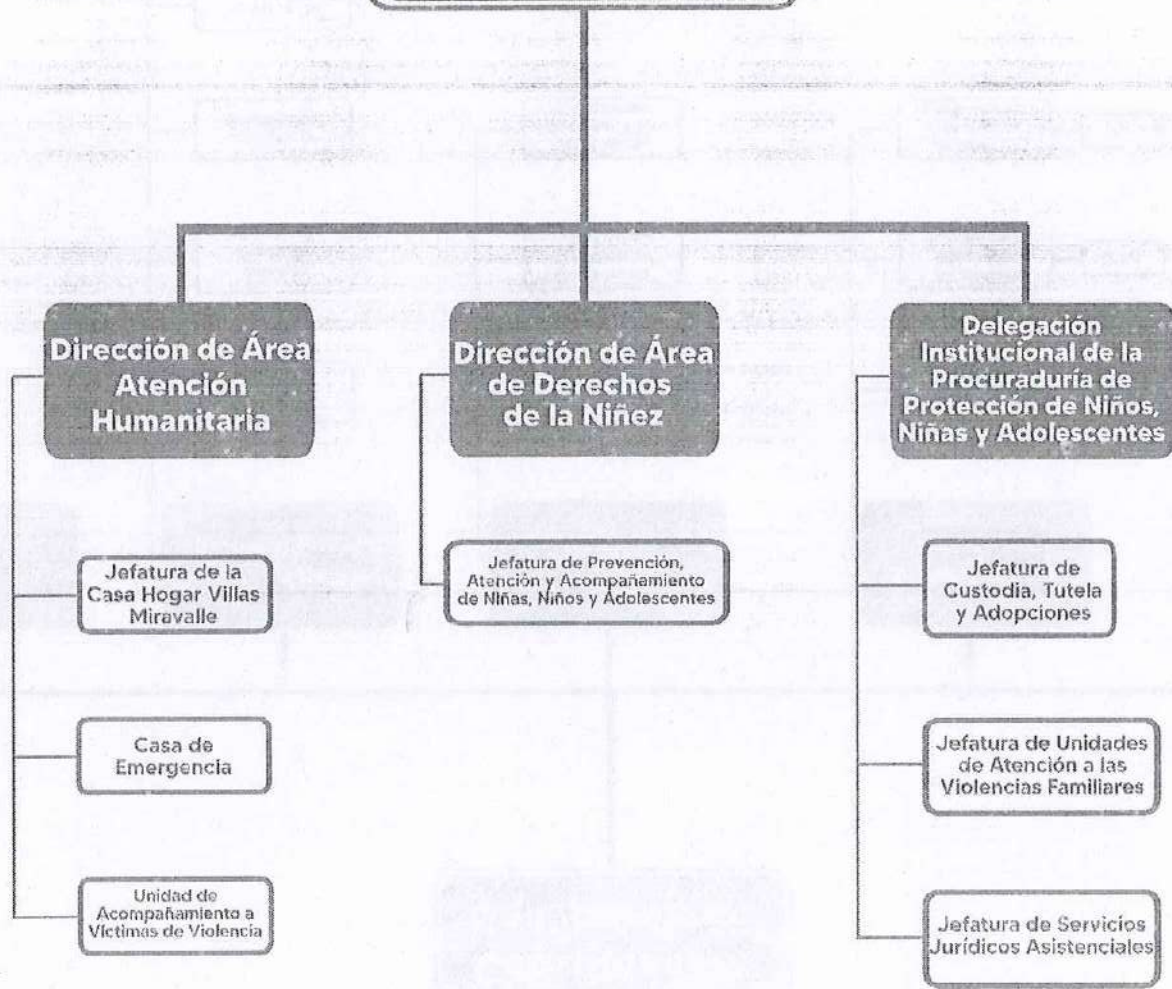 Dirección de Área
Atención
Humanitaria
Dirección de Área
de Derechos
de la Niñez
Delegación
Institucional de la
Procuraduría de
Protección de Niños,
Niñas y Adolescentes
Jefatura de la
Casa Hogar Villas
Miravalle
Jefatura de Prevención,
Atención y Acompañamiento
de Niñas, Niños y Adolescentes
Jefatura de
Custodia, Tutela
y Adopciones
Casa de
Emergencia
Jefatura de Unidades
de Atención a las
Violencias Familiares
Unidad de
Acompañamiento a
Víctimas de Violencia
Jefatura de Servicios
Jurídicos Asistenciales